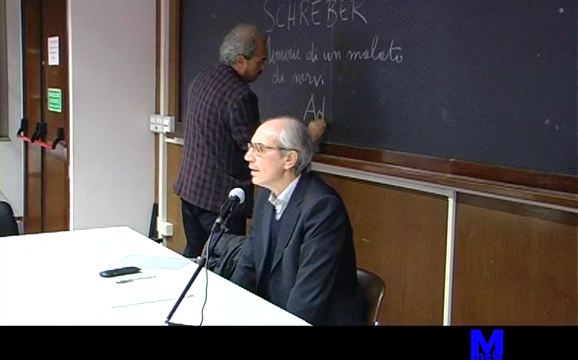 SCHREBER
Memorie di un malato
di nervi
Ad
M